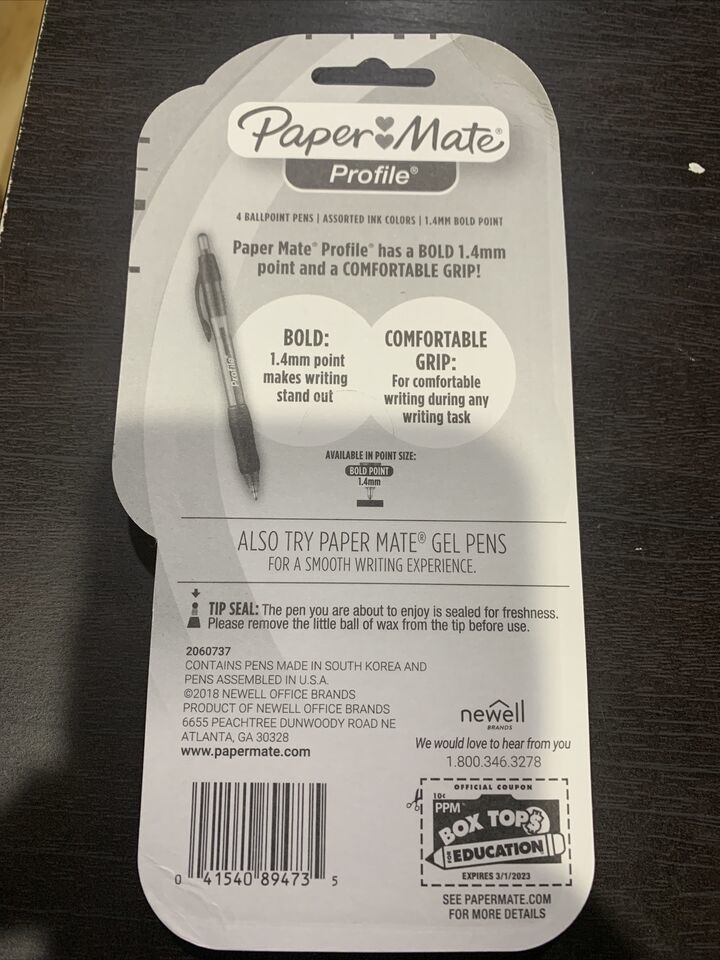 Paper Mate®
Profile®
4 BALLPOINT PENS | ASSORTED INK COLORS | 1.4MM BOLD POINT
Paper Mate® Profile® has a BOLD 1.4mm
point and a COMFORTABLE GRIP!
BOLD:
1.4mm point
makes writing
stand out
COMFORTABLE
GRIP:
For comfortable
writing during any
writing task
Profile
AVAILABLE IN POINT SIZE:
BOLD POINT
1.4mm
ALSO TRY PAPER MATE® GEL PENS
FOR A SMOOTH WRITING EXPERIENCE.
TIP SEAL: The pen you are about to enjoy is sealed for freshness.
Please remove the little ball of wax from the tip before use.
2060737
CONTAINS PENS MADE IN SOUTH KOREA AND
PENS ASSEMBLED IN U.S.A.
©2018 NEWELL OFFICE BRANDS
PRODUCT OF NEWELL OFFICE BRANDS
6655 PEACHTREE DUNWOODY ROAD NE
ATLANTA, GA 30328
www.papermate.com
newell
BRANDS
We would love to hear from you
1.800.346.3278
OFFICIAL COUPON
10¢
PPM
BOX TOPS
FOR EDUCATION
EXPIRES 3/1/2023
SEE PAPERMATE.COM
FOR MORE DETAILS
0 41540 89473 5